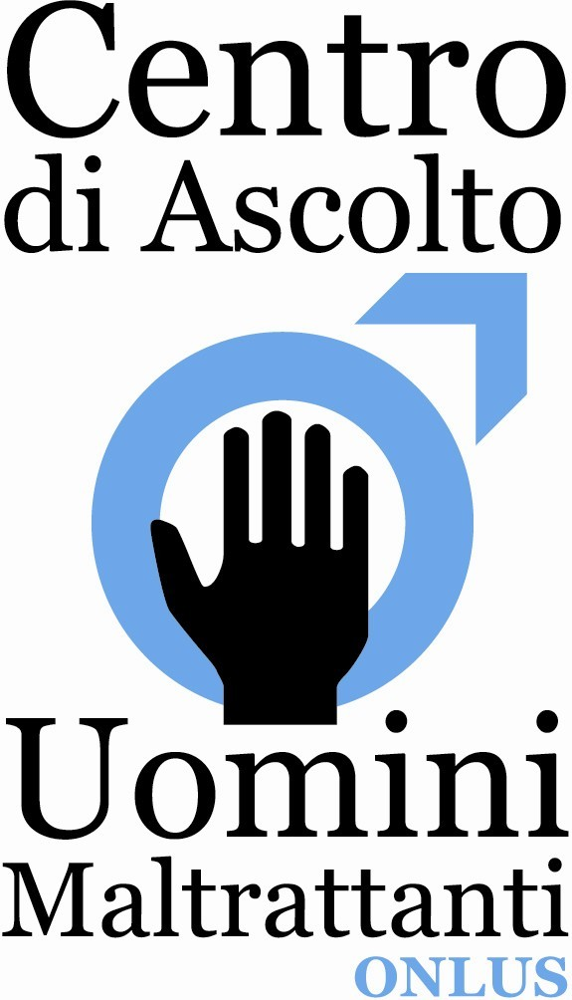 Centro
di Ascolto
Uomini
Maltrattanti
ONLUS